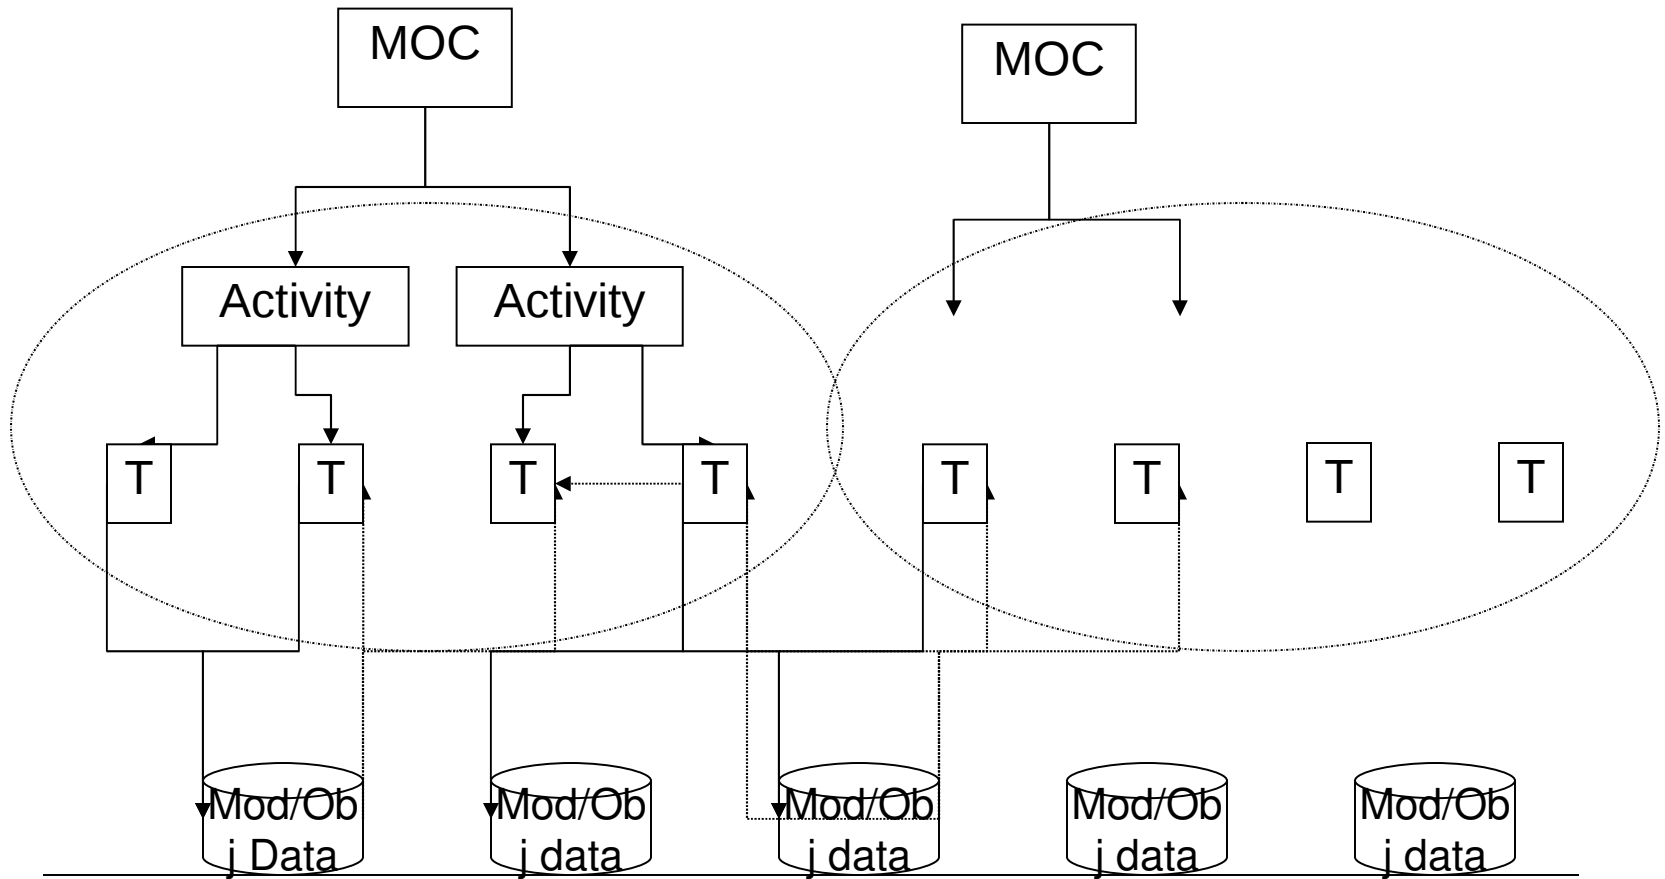 MOC
MOC
Activity
Activity
T
T
T
T
T
T
T
T
Mod/Ob
j Data
Mod/Ob
j data
Mod/Ob
j data
Mod/Ob
j data
Mod/Ob
j data